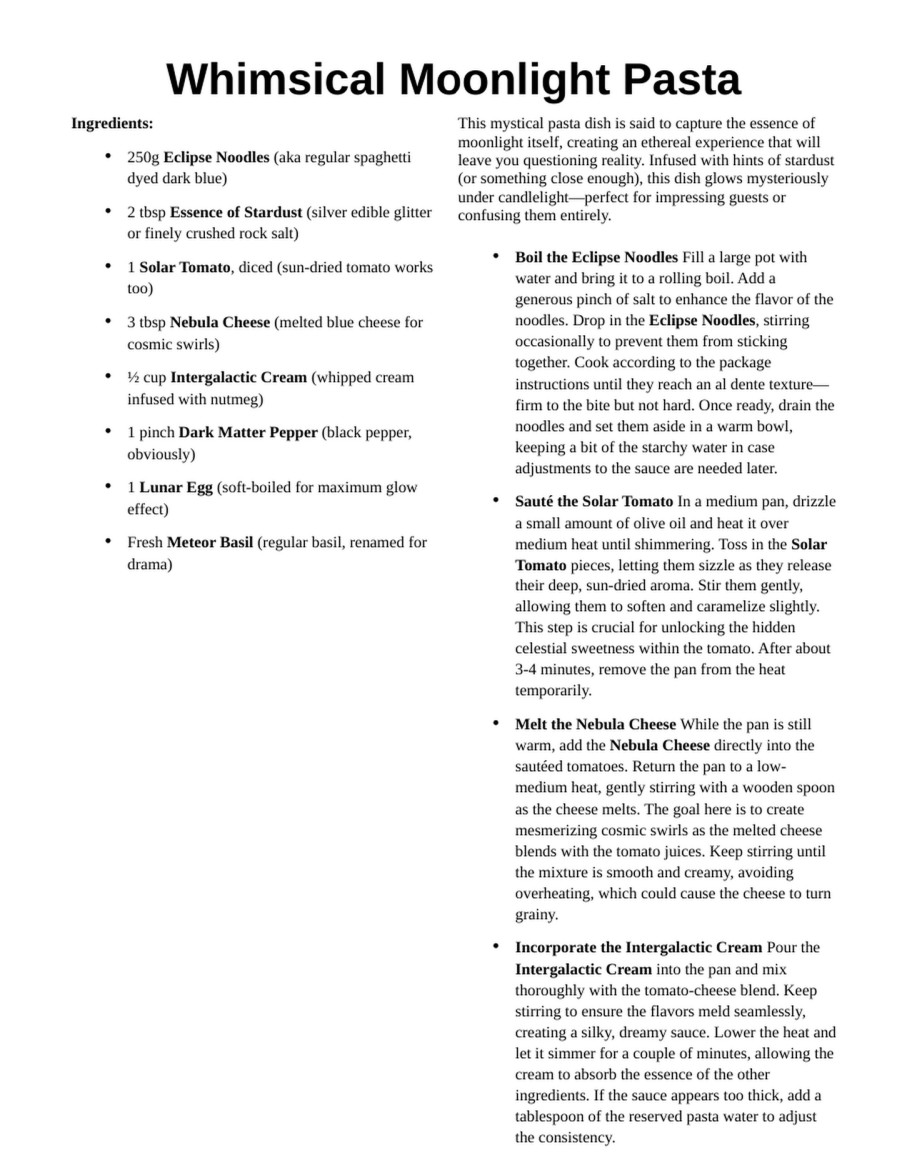 Whimsical Moonlight Pasta
Ingredients:
• 250g Eclipse Noodles (aka regular spaghetti
dyed dark blue)
• 2 tbsp Essence of Stardust (silver edible glitter
or finely crushed rock salt)
• 1 Solar Tomato, diced (sun-dried tomato works
too)
• 3 tbsp Nebula Cheese (melted blue cheese for
cosmic swirls)
• ½ cup Intergalactic Cream (whipped cream
infused with nutmeg)
• 1 pinch Dark Matter Pepper (black pepper,
obviously)
• 1 Lunar Egg (soft-boiled for maximum glow
effect)
• Fresh Meteor Basil (regular basil, renamed for
drama)
This mystical pasta dish is said to capture the essence of
moonlight itself, creating an ethereal experience that will
leave you questioning reality. Infused with hints of stardust
(or something close enough), this dish glows mysteriously
under candlelight—perfect for impressing guests or
confusing them entirely.
• Boil the Eclipse Noodles Fill a large pot with
water and bring it to a rolling boil. Add a
generous pinch of salt to enhance the flavor of the
noodles. Drop in the Eclipse Noodles, stirring
occasionally to prevent them from sticking
together. Cook according to the package
instructions until they reach an al dente texture—
firm to the bite but not hard. Once ready, drain the
noodles and set them aside in a warm bowl,
keeping a bit of the starchy water in case
adjustments to the sauce are needed later.
• Sauté the Solar Tomato In a medium pan, drizzle
a small amount of olive oil and heat it over
medium heat until shimmering. Toss in the Solar
Tomato pieces, letting them sizzle as they release
their deep, sun-dried aroma. Stir them gently,
allowing them to soften and caramelize slightly.
This step is crucial for unlocking the hidden
celestial sweetness within the tomato. After about
3-4 minutes, remove the pan from the heat
temporarily.
• Melt the Nebula Cheese While the pan is still
warm, add the Nebula Cheese directly into the
sautéed tomatoes. Return the pan to a low-
medium heat, gently stirring with a wooden spoon
as the cheese melts. The goal here is to create
mesmerizing cosmic swirls as the melted cheese
blends with the tomato juices. Keep stirring until
the mixture is smooth and creamy, avoiding
overheating, which could cause the cheese to turn
grainy.
• Incorporate the Intergalactic Cream Pour the
Intergalactic Cream into the pan and mix
thoroughly with the tomato-cheese blend. Keep
stirring to ensure the flavors meld seamlessly,
creating a silky, dreamy sauce. Lower the heat and
let it simmer for a couple of minutes, allowing the
cream to absorb the essence of the other
ingredients. If the sauce appears too thick, add a
tablespoon of the reserved pasta water to adjust
the consistency.